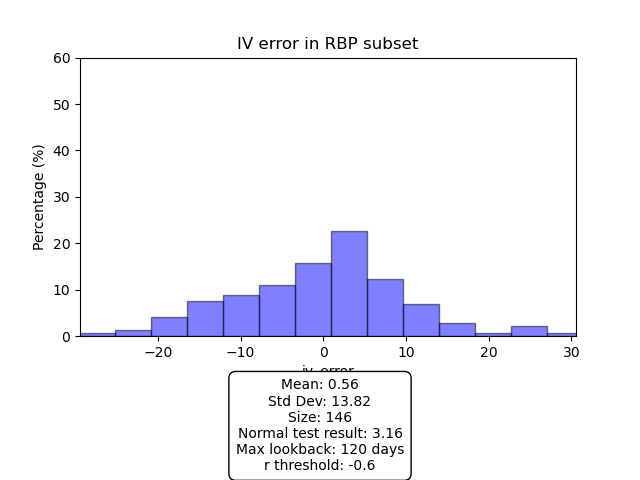 IV error in RBP subset
60
50
40
30
20
10
0
Percentage (%)
−20
−10
0
10
20
30
iv_error
Mean: 0.56
Std Dev: 13.82
Size: 146
Normal test result: 3.16
Max lookback: 120 days
r threshold: -0.6